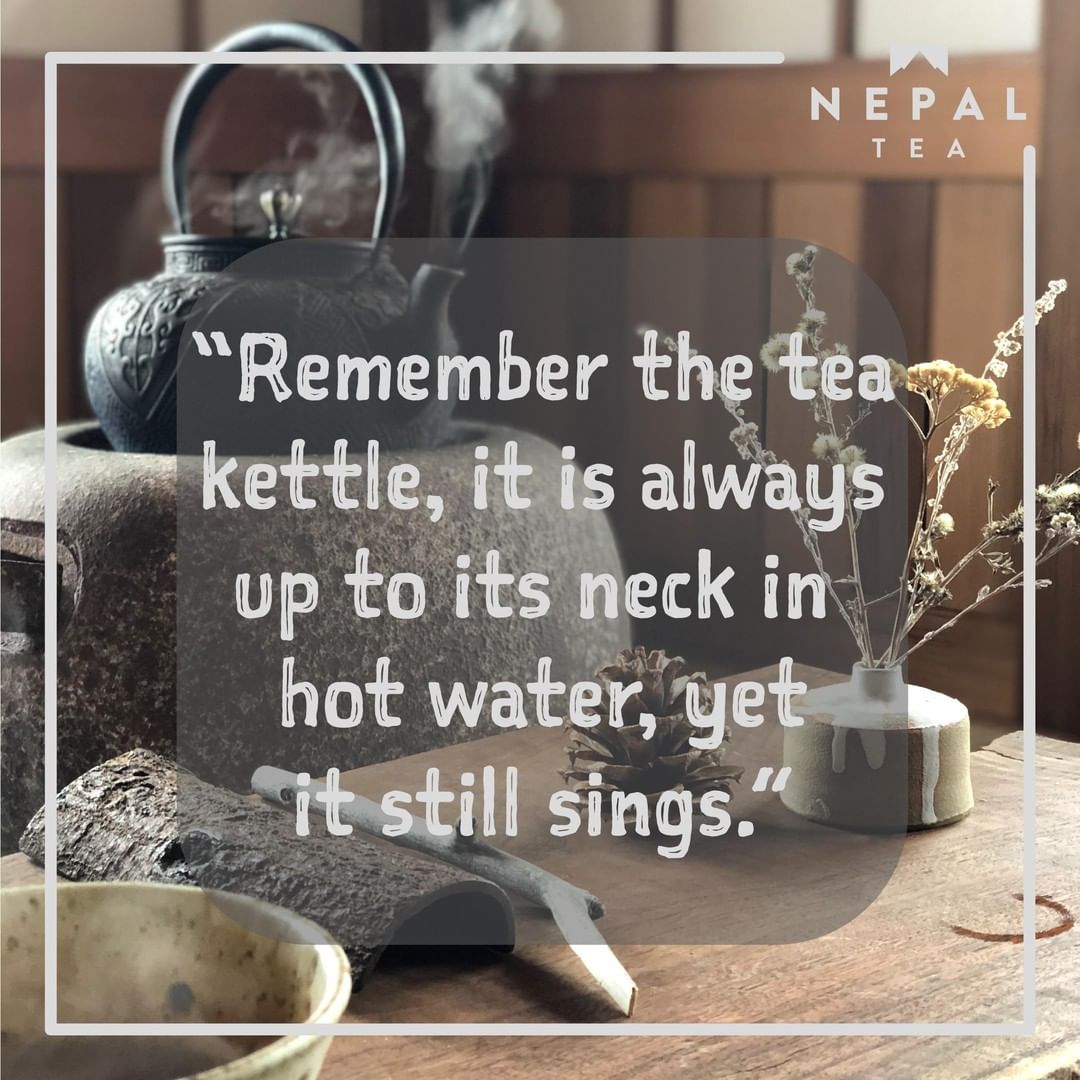 NEPAL
TEA
“Remember the tea
kettle, it is always
up to its neck in
hot water, yet
it still sings.“